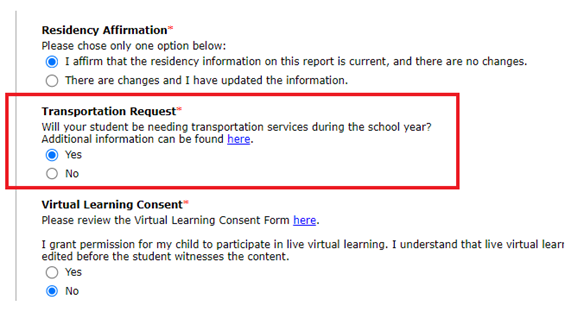 Residency Affirmation*
Please chose only one option below:
I affirm that the residency information on this report is current, and there are no changes.
There are changes and I have updated the information.
Transportation Request*
Will your student be needing transportation services during the school year?
Additional information can be found here.
Yes
No
Virtual Learning Consent*
Please review the Virtual Learning Consent Form here.
I grant permission for my child to participate in live virtual learning. I understand that live virtual
edited before the student witnesses the content.
Yes
No